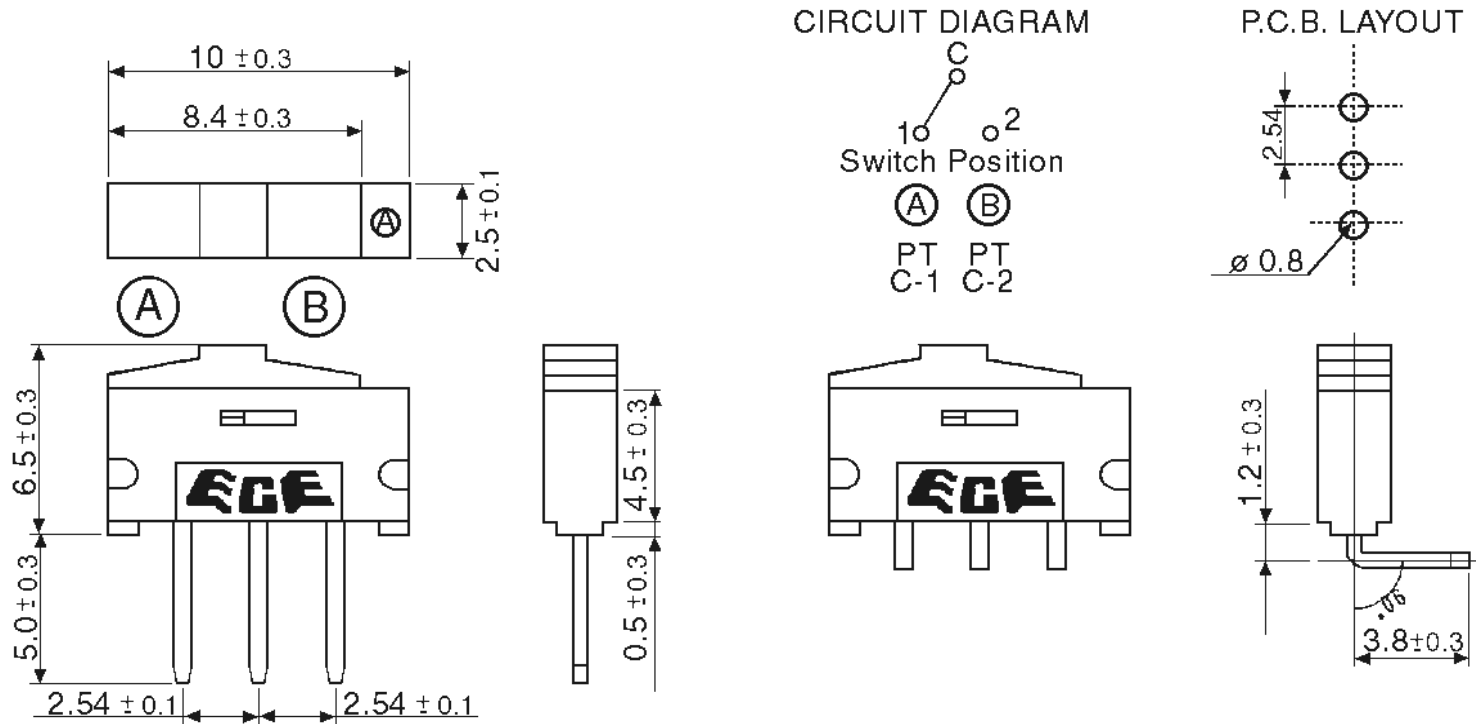 CIRCUIT DIAGRAM
P.C.B. LAYOUT
C
1 2
Switch Position
A B
PT PT
C-1 C-2
2.54
ø 0.8
10 ±0.3
8.4 ±0.3
2.5±0.1
A
A B
6.5±0.3
5.0±0.3
ECE
2.54 ±0.1 2.54 ±0.1
4.5±0.3
0.5±0.3
ECE
1.2 ±0.3
90°
3.8±0.3